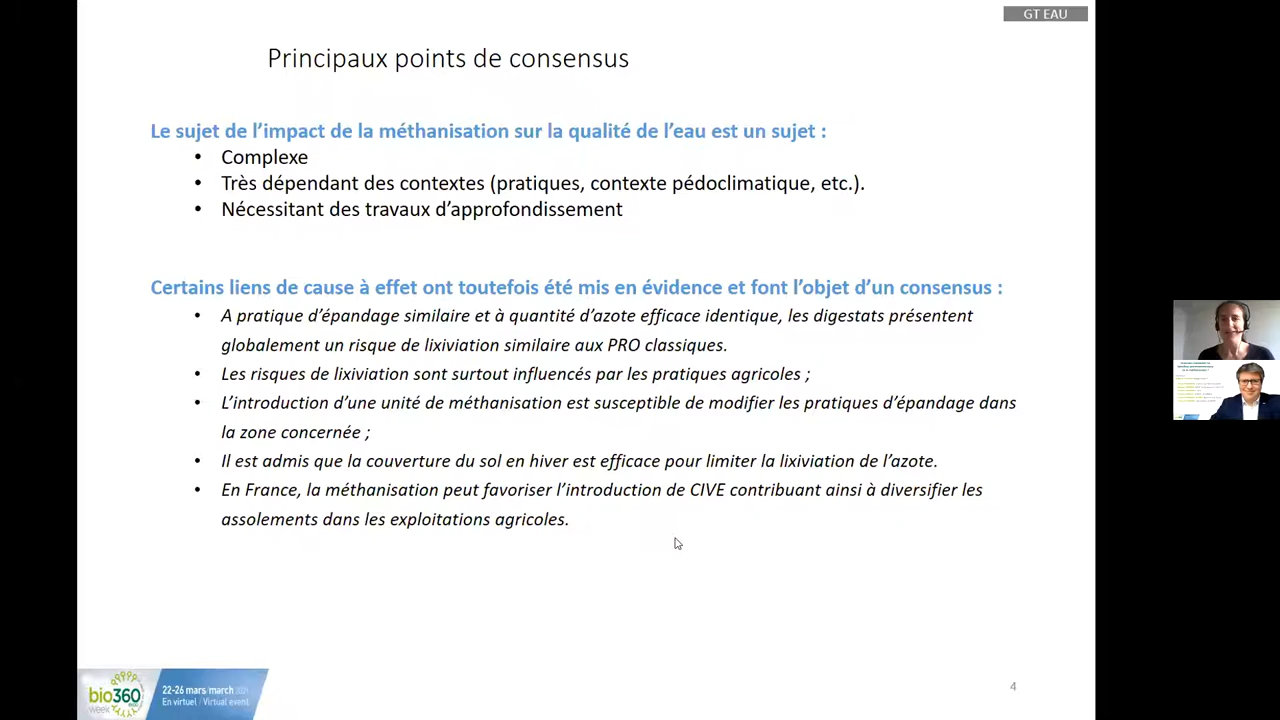 GT EAU
Principaux points de consensus
Le sujet de l’impact de la méthanisation sur la qualité de l’eau est un sujet :
• Complexe
• Très dépendant des contextes (pratiques, contexte pédoclimatique, etc.).
• Nécessitant des travaux d’approfondissement
Certains liens de cause à effet ont toutefois été mis en évidence et font l’objet d’un consensus :
• A pratique d’épandage similaire et à quantité d’azote efficace identique, les digestats présentent
globalement un risque de lixiviation similaire aux PRO classiques.
• Les risques de lixiviation sont surtout influencés par les pratiques agricoles ;
• L’introduction d’une unité de méthanisation est susceptible de modifier les pratiques d’épandage dans
la zone concernée ;
• Il est admis que la couverture du sol en hiver est efficace pour limiter la lixiviation de l’azote.
• En France, la méthanisation peut favoriser l’introduction de CIVE contribuant ainsi à diversifier les
assolements dans les exploitations agricoles.
bio360
week
22-26 mars/march 2021
En virtuel / Virtual event
4